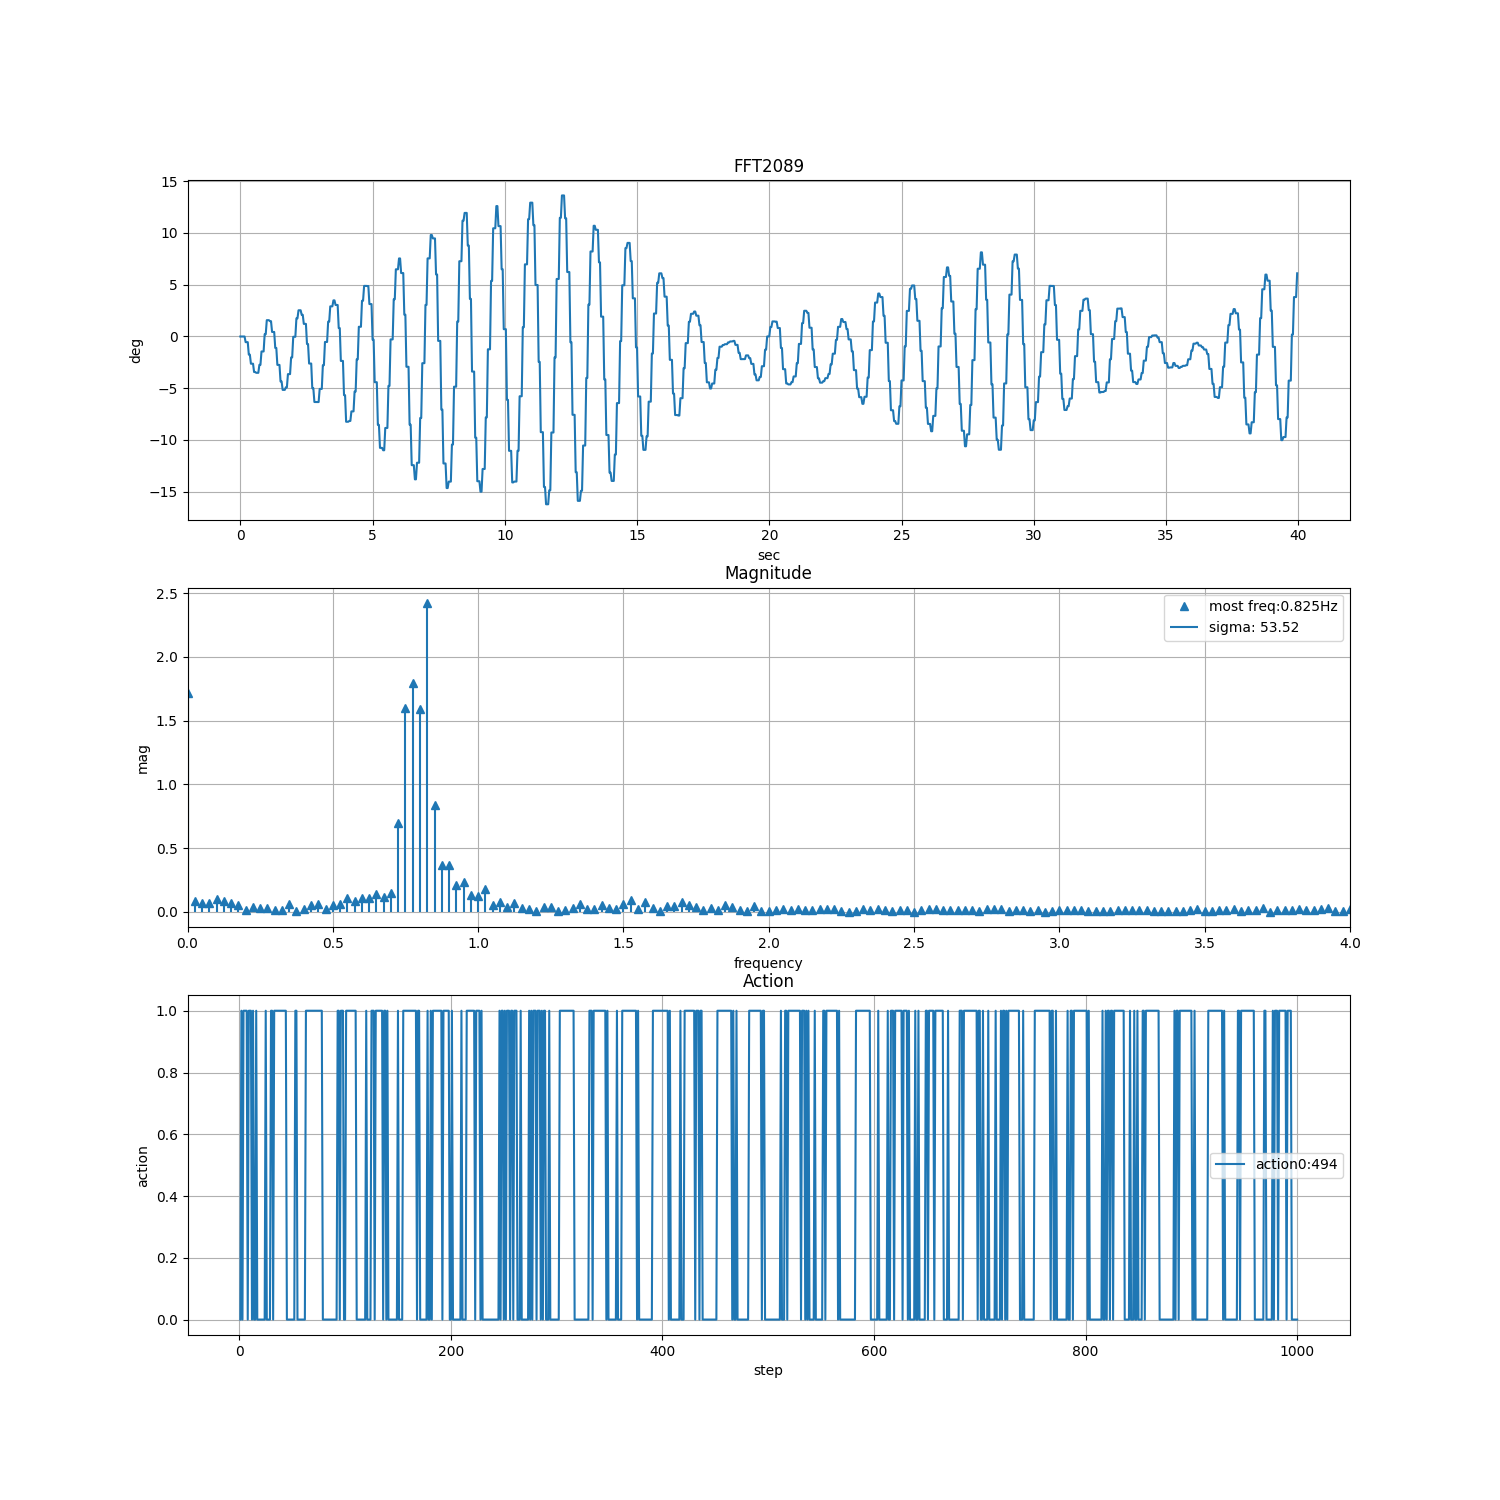 FFT2089
15
10
5
0
−5
−10
−15
deg
0 5 10 15 20 25 30 35 40
sec
Magnitude
2.5
2.0
1.5
1.0
0.5
0.0
mag
most freq:0.825Hz
sigma: 53.52
0.0 0.5 1.0 1.5 2.0 2.5 3.0 3.5 4.0
frequency
Action
1.0
0.8
0.6
0.4
0.2
0.0
action
action0:494
0 200 400 600 800 1000
step